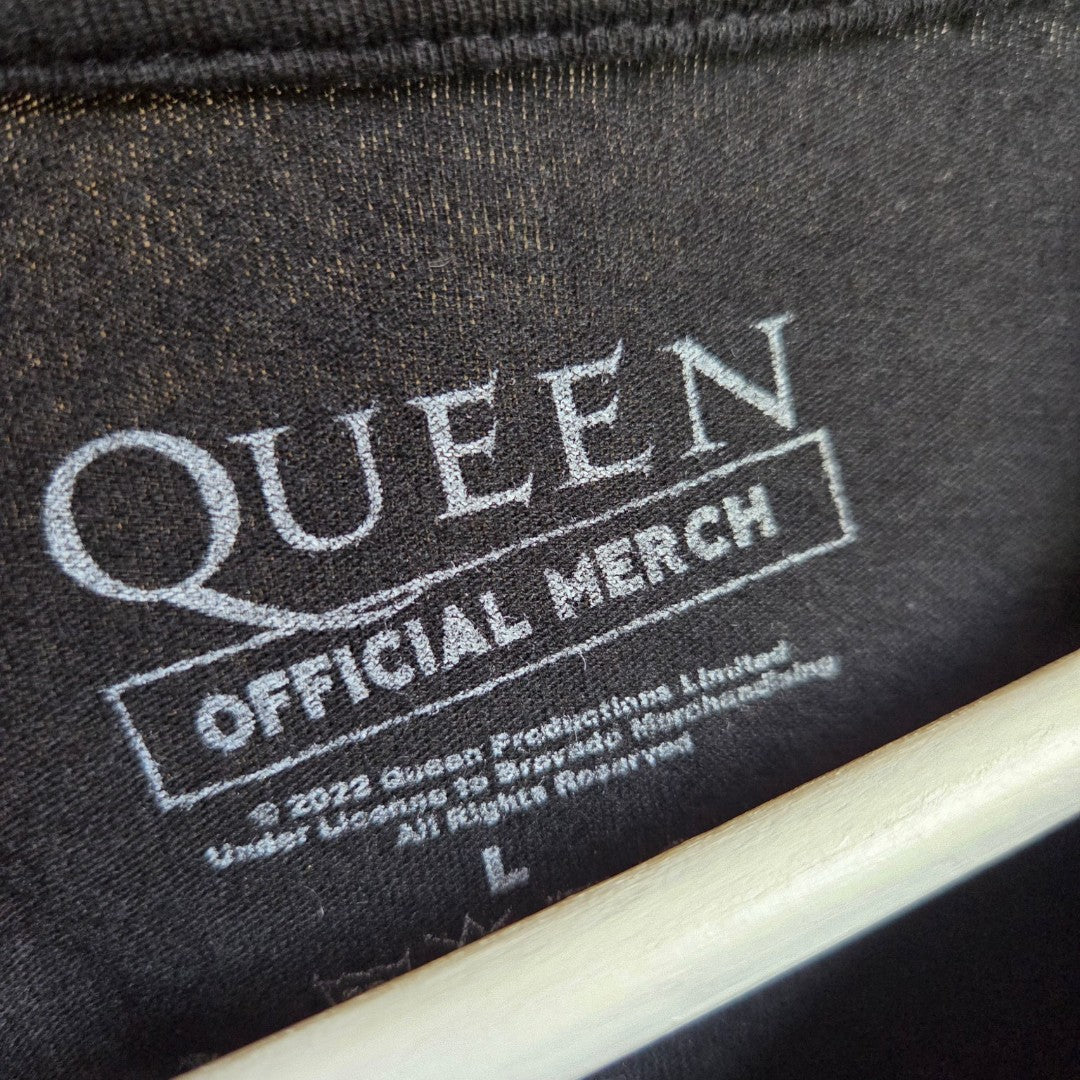 QUEEN
OFFICIAL MERCH
© 2022 Queen Productions Limited
Under License to Bravado Merchandising
All Rights Reserved
L